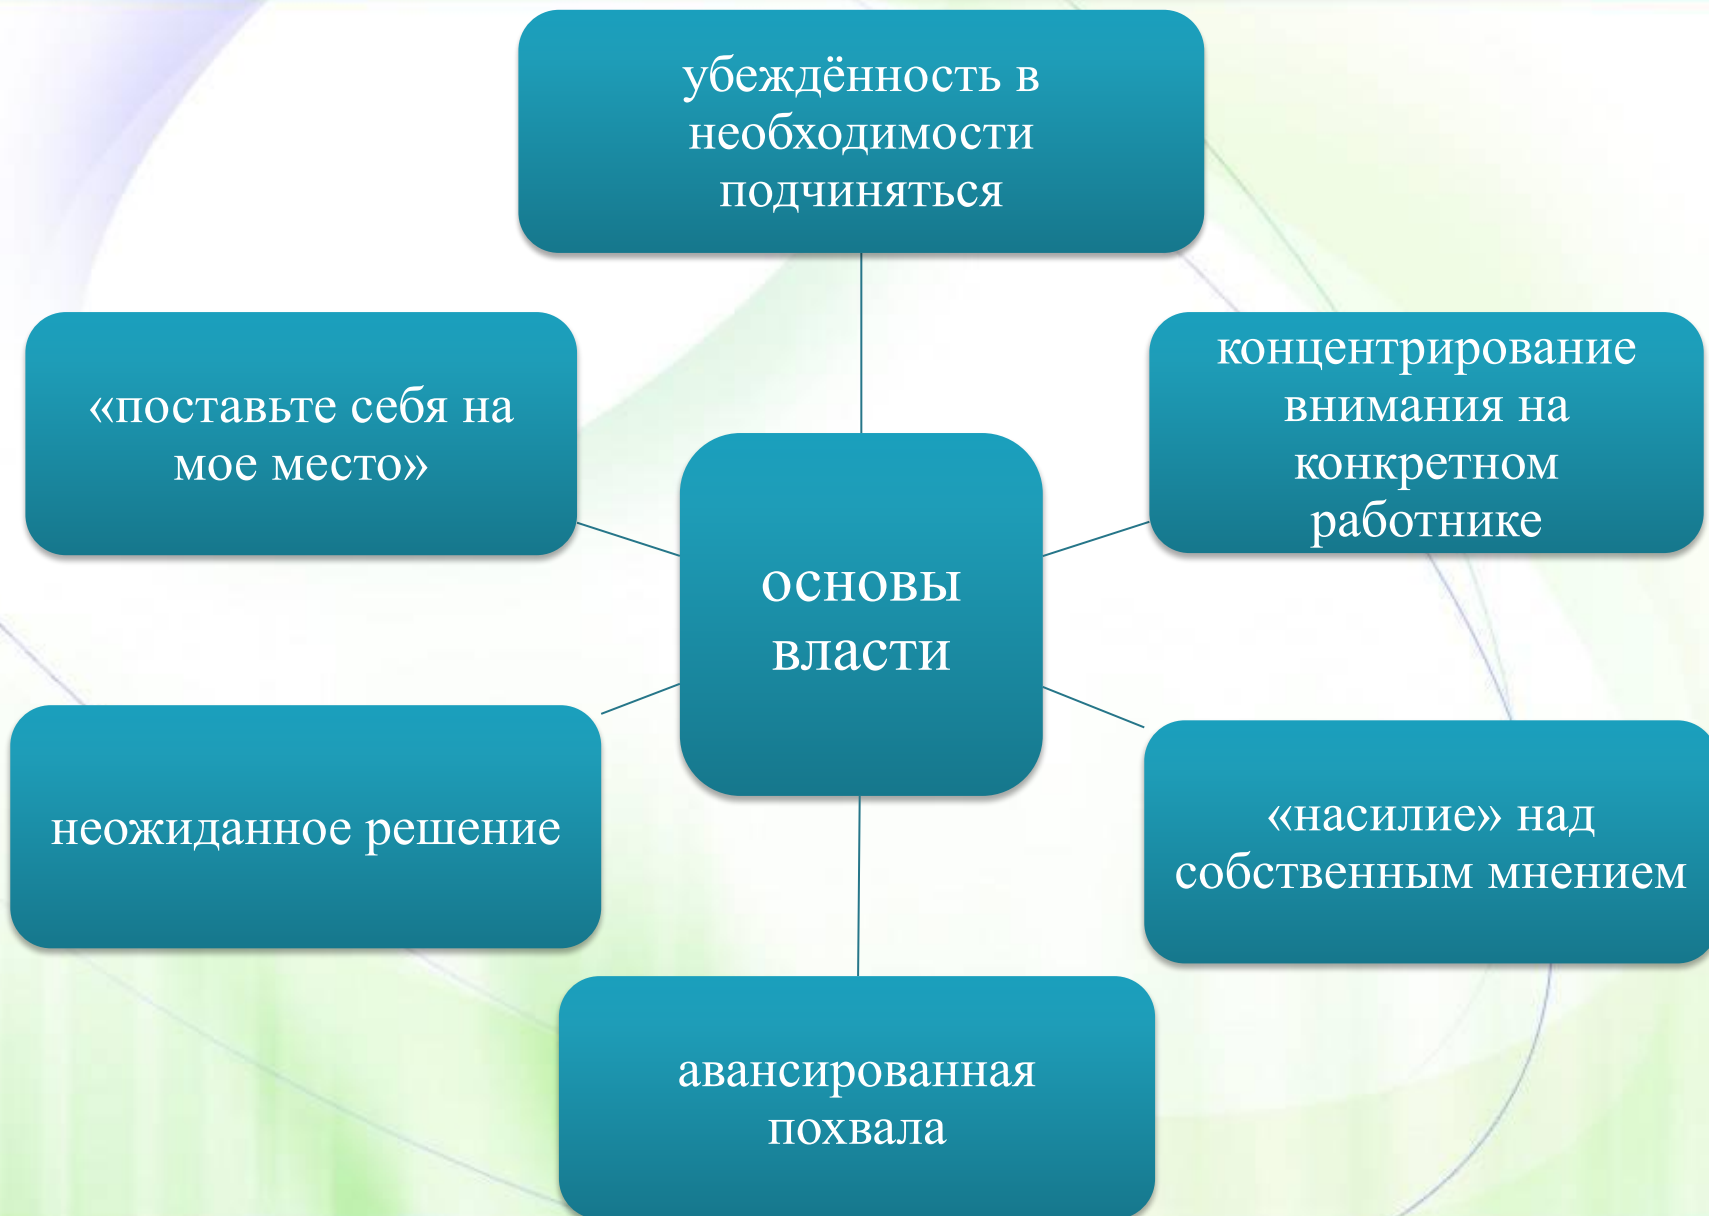 убеждённость в
необходимости
подчиняться
«поставьте себя на
мое место»
концентрирование
внимания на
конкретном
работнике
основы
власти
неожиданное решение
«насилие» над
собственным мнением
авансированная
похвала